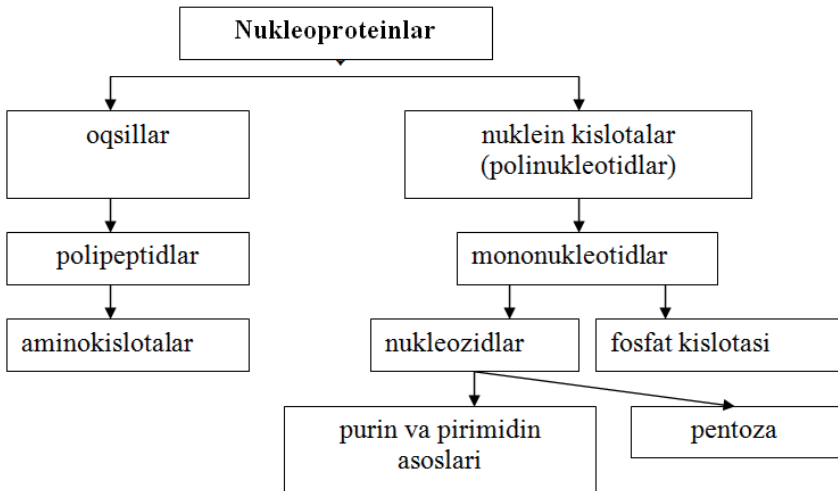 Nukleoproteinlar
oqsillar
nuklein kislotalar
(polinukleotidlar)
polipeptidlar
mononukleotidlar
aminokislotalar
nukleozidlar
fosfat kislotasi
purin va pirimidin
asoslari
pentoza